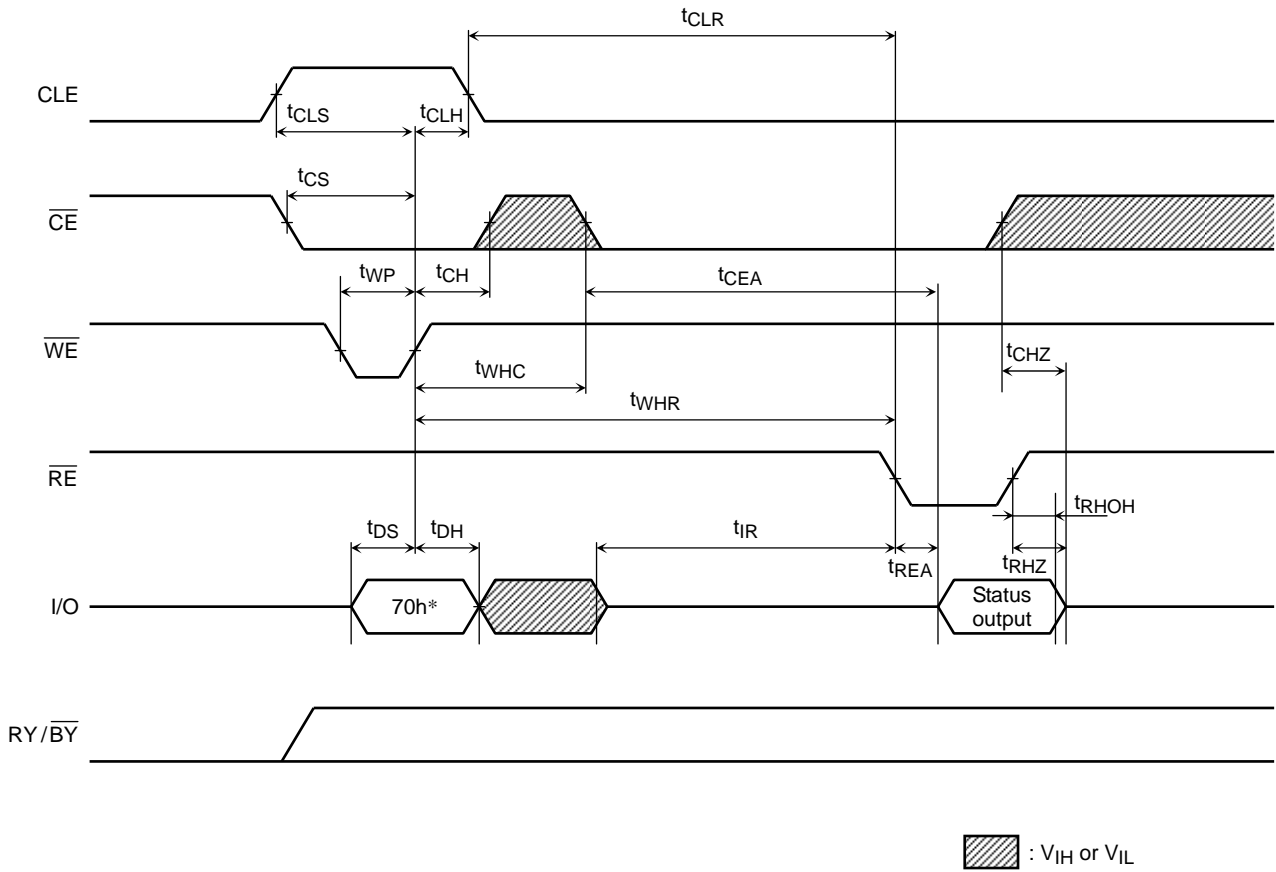 tCLR
CLE
tCLS
tCLH
tCS
CE
tWP
tCH
tCEA
WE
tCHZ
tWHC
tWHR
RE
tRHOH
tDS
tDH
tIR
tREA
tRHZ
I/O
70h*
Status
output
RY/BY
: VIH or VIL